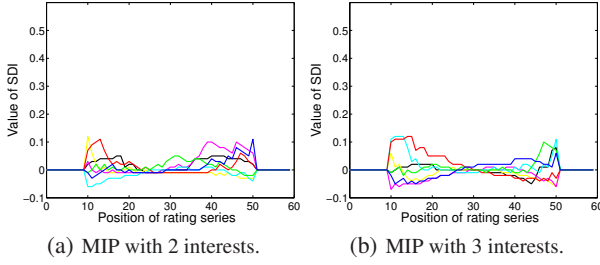 0.5
0.4
0.3
0.2
0.1
0
−0.1
0 10 20 30 40 50 60
Value of SDI
Position of rating series
(a) MIP with 2 interests.
0.5
0.4
0.3
0.2
0.1
0
−0.1
0 10 20 30 40 50 60
Value of SDI
Position of rating series
(b) MIP with 3 interests.